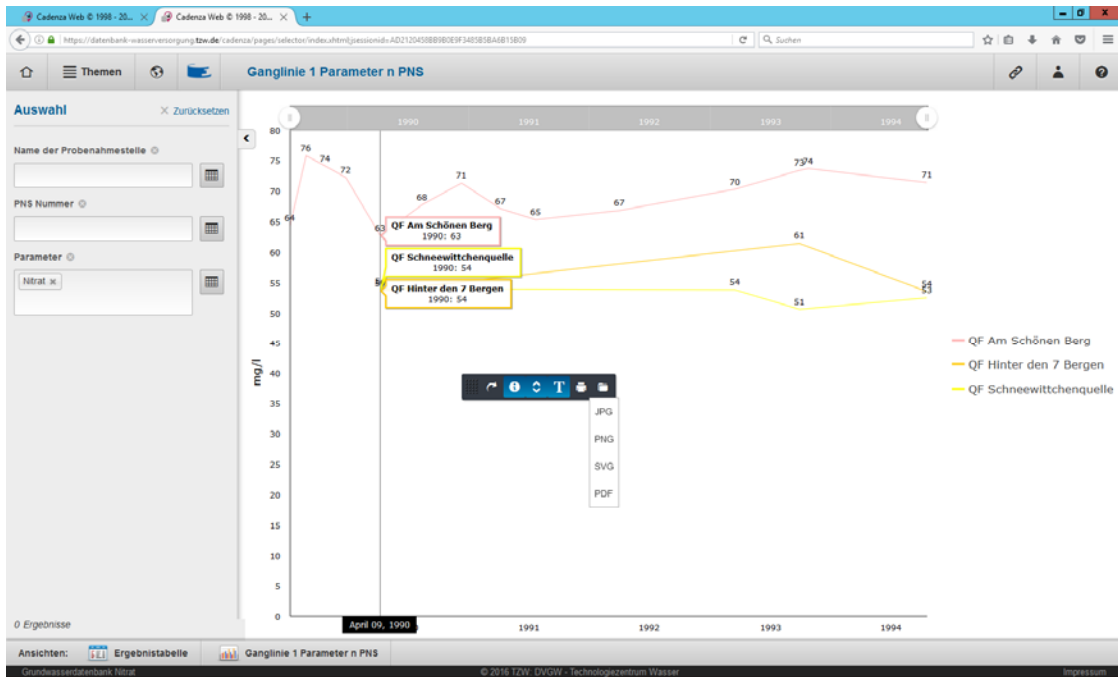 Cadenza Web © 1998 - 20...
Cadenza Web © 1998 - 20...
https://datenbank-wasserversorgung.tzw.de/cadenza/pages/selector/index.xhtml;jsessionid=AD2120458BB9B0E9F3485B5BA6B15B09
Suchen
Themen
Ganglinie 1 Parameter n PNS
Auswahl
Zurücksetzen
Name der Probenahmestelle
PNS Nummer
Parameter
Nitrat
0 Ergebnisse
1990 1991 1992 1993 1994
80
75
70
65
60
55
50
45
40
35
30
25
20
15
10
5
0
mg/l
64 76 74 72 63 68 71 67 65 67 70 73 74 71
61 54
54 51 53
QF Am Schönen Berg
1990: 63
QF Schneewittchenquelle
1990: 54
QF Hinter den 7 Bergen
1990: 54
T
JPG
PNG
SVG
PDF
QF Am Schönen Berg
QF Hinter den 7 Bergen
QF Schneewittchenquelle
April 09, 1990
1991 1992 1993 1994
Ansichten: Ergebnistabelle Ganglinie 1 Parameter n PNS
Grundwasserdatenbank Nitrat
© 2016 TZW: DVGW - Technologiezentrum Wasser
Impressum